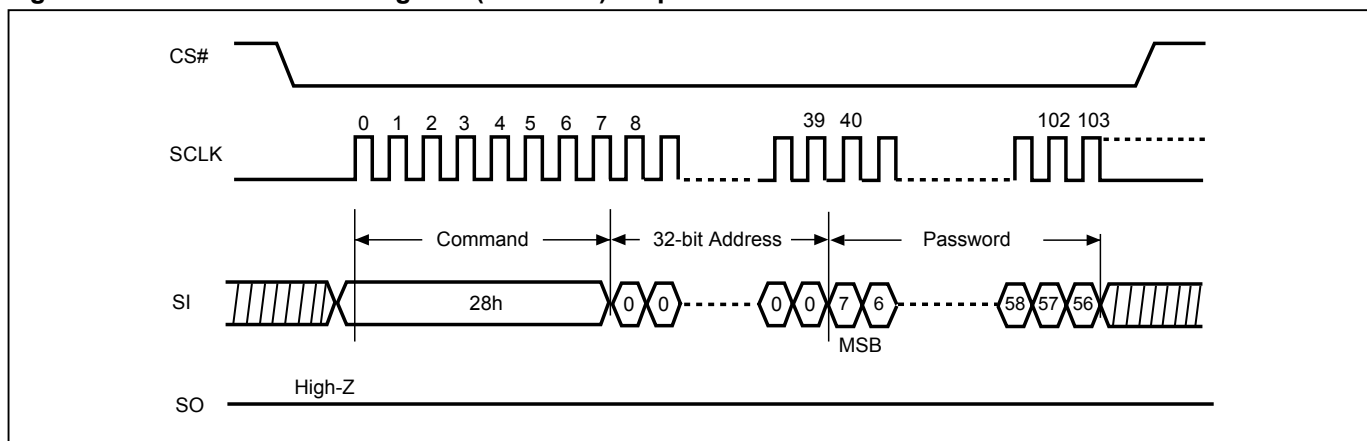 CS#
0 1 2 3 4 5 6 7 8 39 40 102 103
SCLK
Command 32-bit Address Password
SI 28h 0 0 0 0 7 6 58 57 56
MSB
High-Z
SO